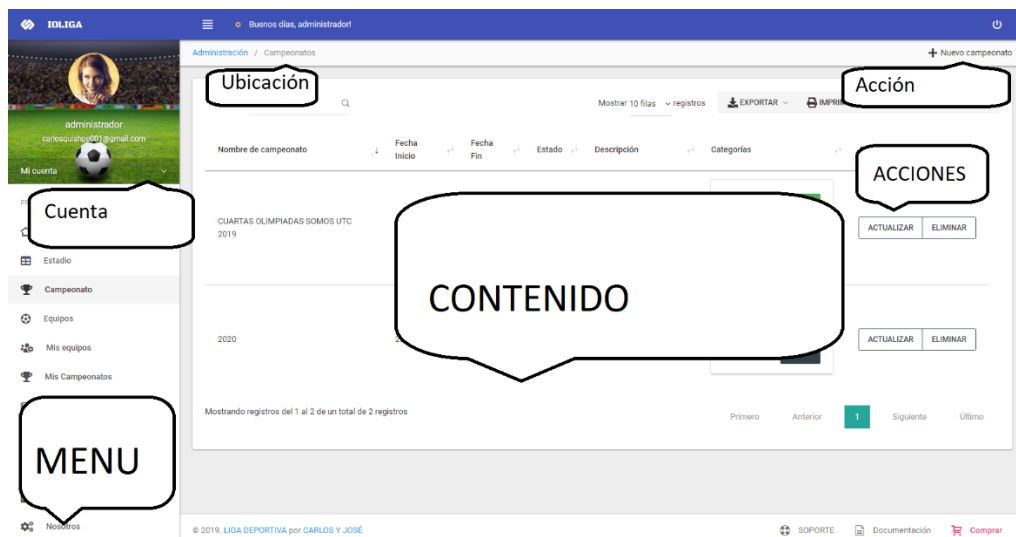 IOLIGA
Buenos días, administrador!
Administración / Campeonatos
Nuevo campeonato
Ubicación
Acción
Mostrar 10 filas registros
EXPORTAR
administrador
Mi cuenta
Nombre de campeonato
Fecha Inicio
Fecha Fin
Estado
Descripción
Categorías
ACCIONES
Cuenta
CUARTAS OLIMPIADAS SOMOS UTC
2019
ACTUALIZAR
ELIMINAR
Estadio
Campeonato
CONTENIDO
Equipos
Mis equipos
2020
ACTUALIZAR
ELIMINAR
Mis Campeonatos
Mostrando registros del 1 al 2 de un total de 2 registros
Primero
Anterior
1
Siguiente
Último
MENU
Nosotros
© 2019. LIGA DEPORTIVA por CARLOS Y JOSÉ
SOPORTE
Documentación
Comprar